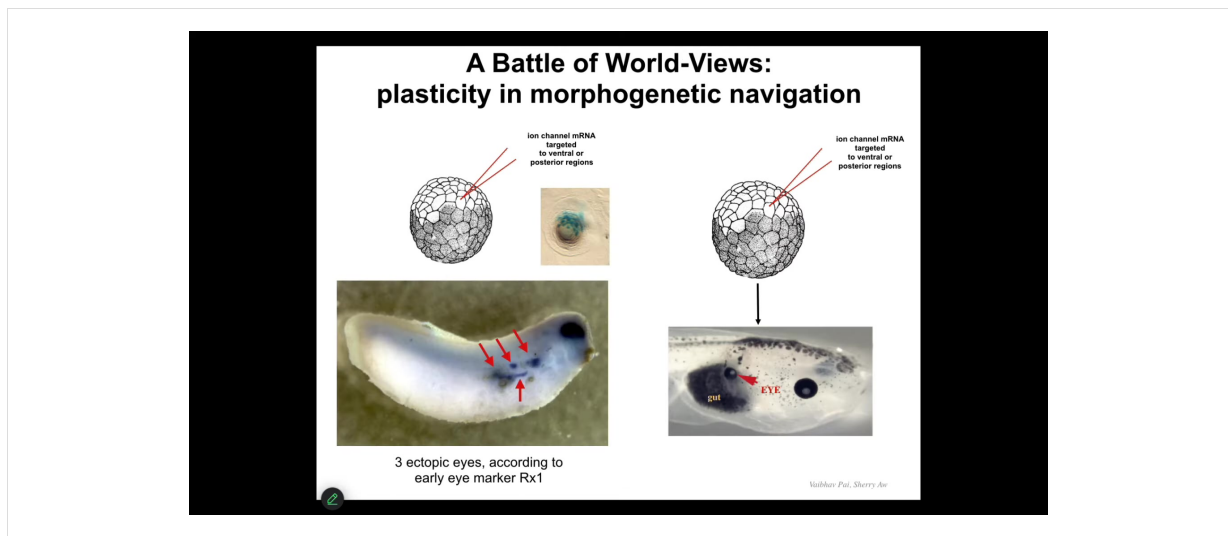 A Battle of World-Views:
plasticity in morphogenetic navigation
ion channel mRNA
targeted
to ventral or
posterior regions
ion channel mRNA
targeted
to ventral or
posterior regions
gut
EYE
3 ectopic eyes, according to
early eye marker Rx1
Vaibhav Pai, Sherry Aw